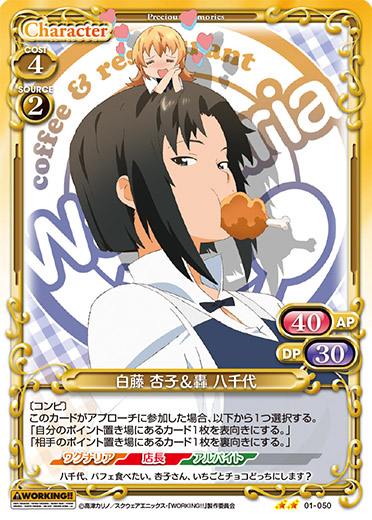 Precious Memories
Character
COST
4
SOURCE
2
coffee & restaurant
ria
40 AP
DP 30
白藤 杏子&轟 八千代
[コンビ]
このカードがアプローチに参加した場合、以下から1つ選択する。
「自分のポイント置き場にあるカード1枚を表向きにする。」
「相手のポイント置き場にあるカード1枚を裏向きにする。」
ワグナリア 店長 アルバイト
八千代、パフェ食べたい。杏子さん、いちごとチョコどっちにします?
WORKING!!
©高津カリノ/スクウェアエニックス・「WORKING!!」製作委員会
01-050